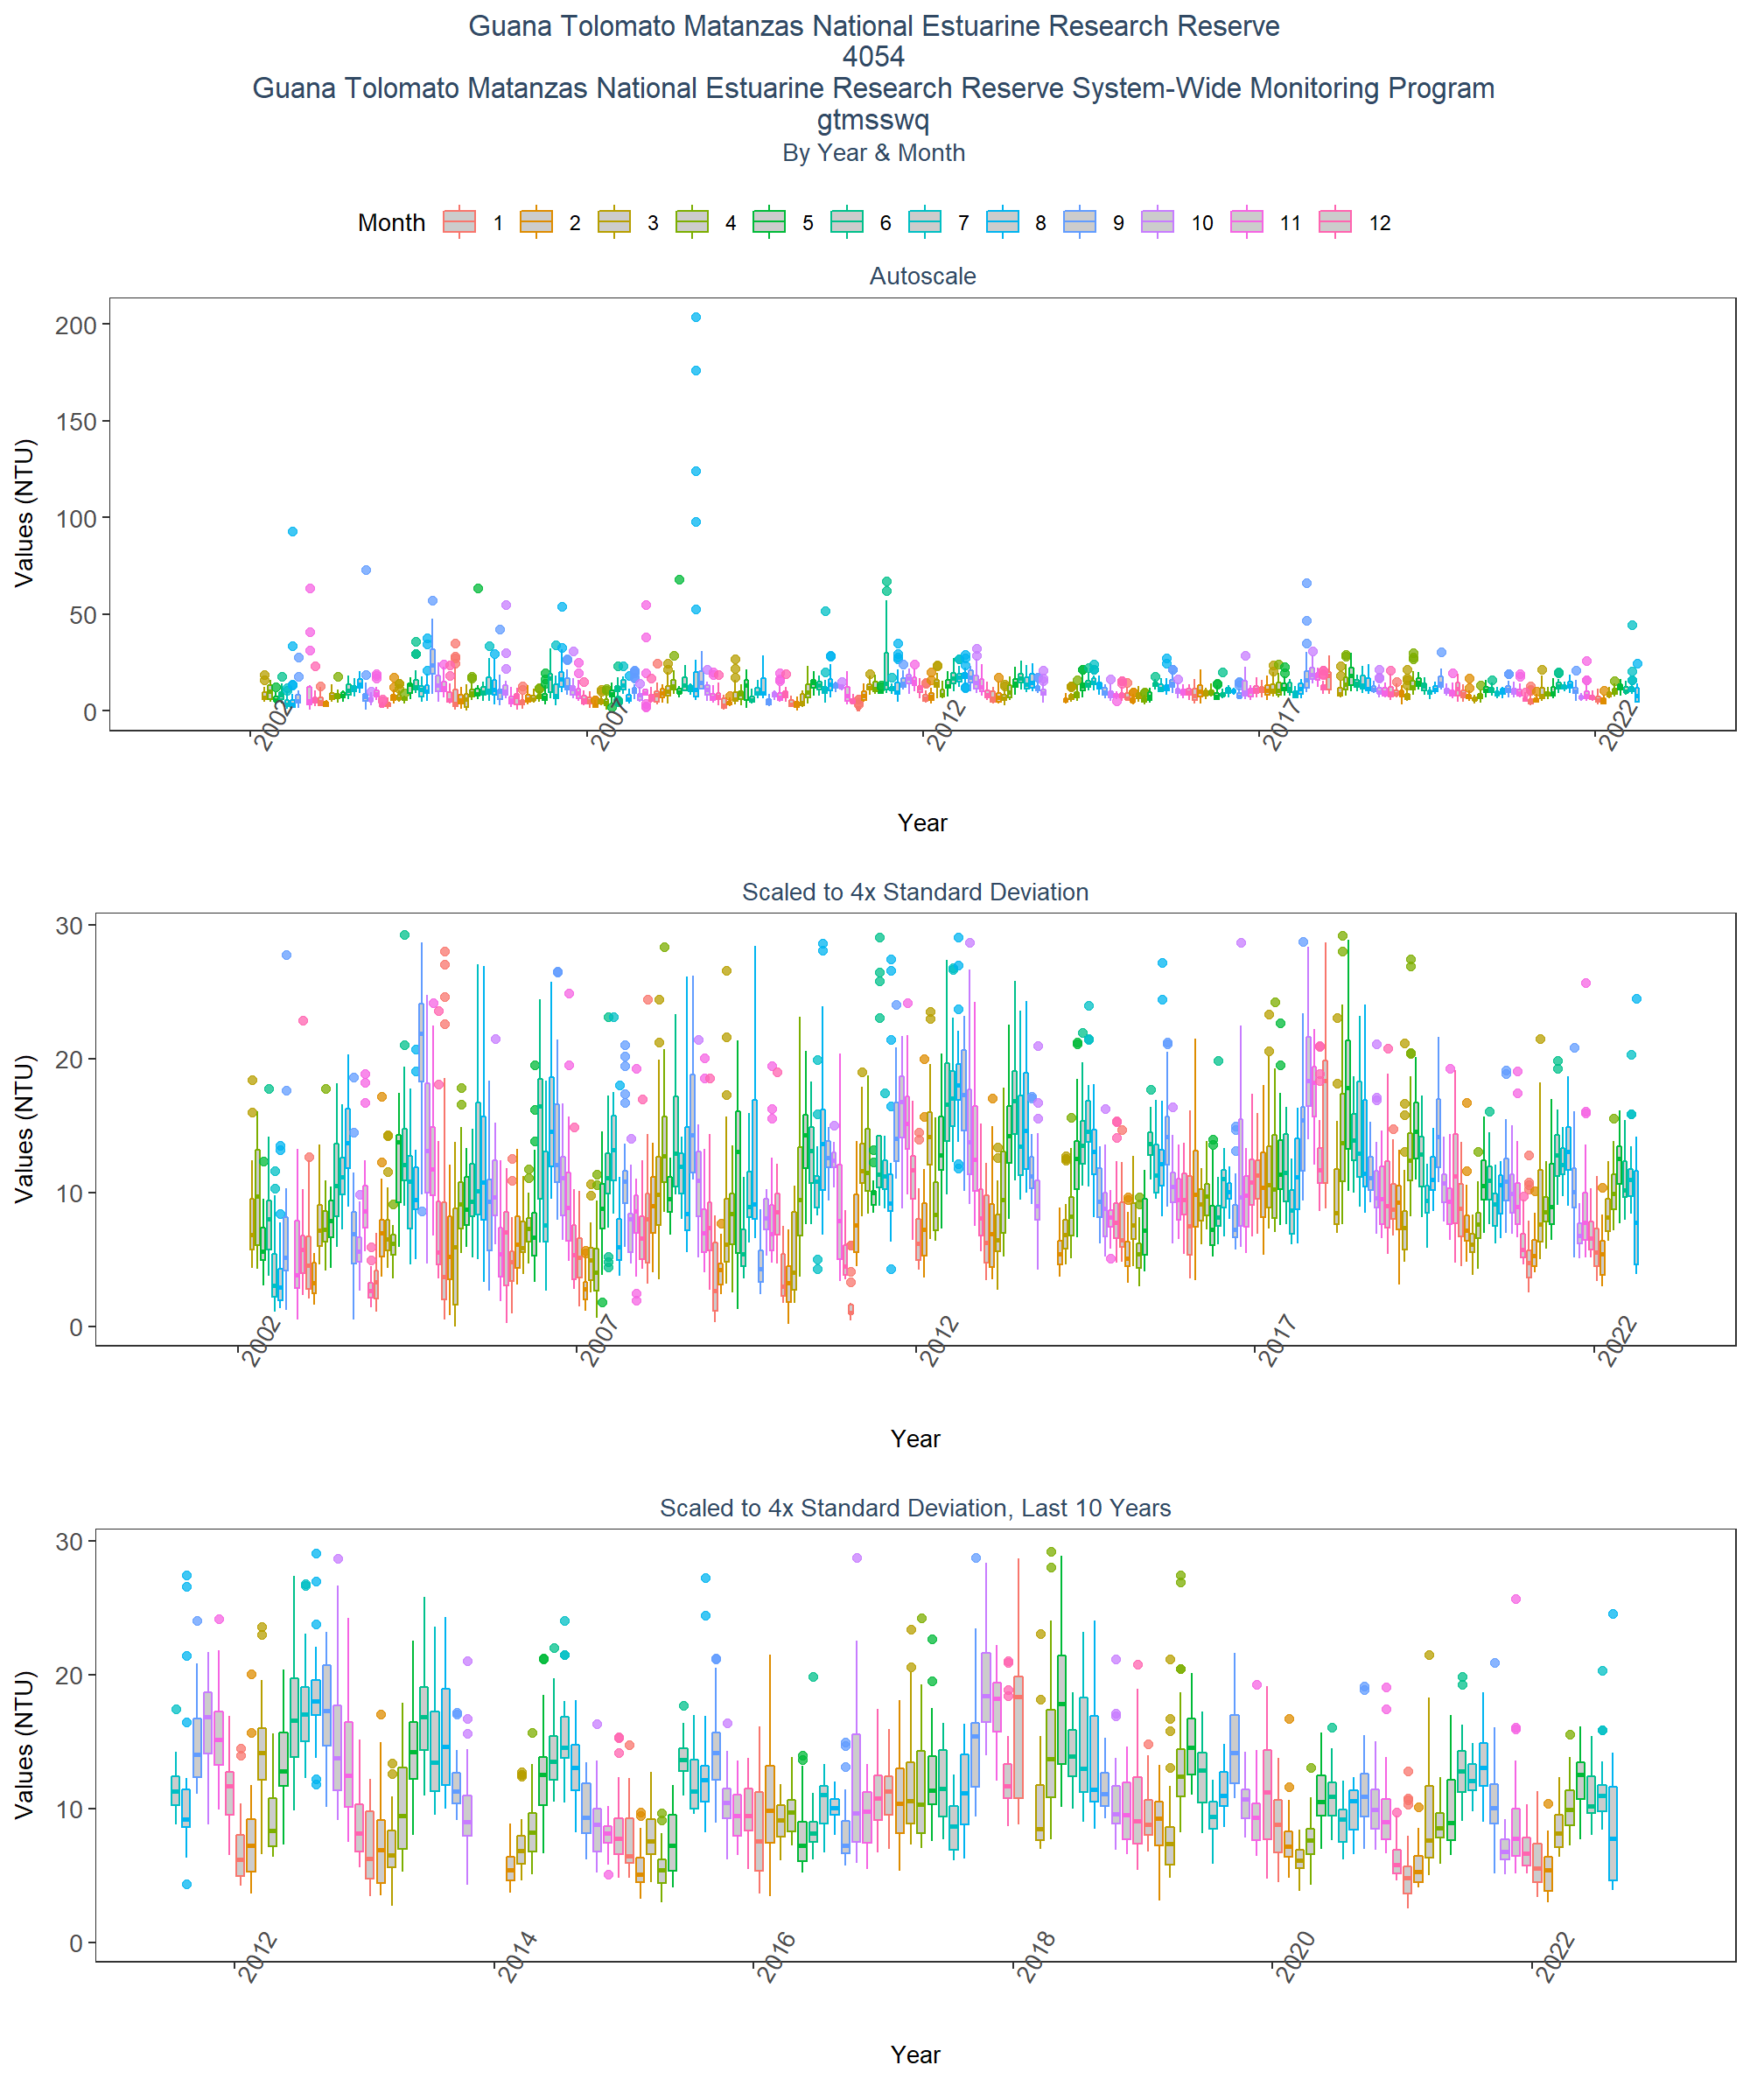 Guana Tolomato Matanzas National Estuarine Research Reserve
4054
Guana Tolomato Matanzas National Estuarine Research Reserve System-Wide Monitoring Program
gtmsswq
By Year & Month
Month 1 2 3 4 5 6 7 8 9 10 11 12
Autoscale
Values (NTU)
200
150
100
50
0
2002 2007 2012 2017 2022
Year
Scaled to 4x Standard Deviation
Values (NTU)
30
20
10
0
2002 2007 2012 2017 2022
Year
Scaled to 4x Standard Deviation, Last 10 Years
Values (NTU)
30
20
10
0
2012 2014 2016 2018 2020 2022
Year